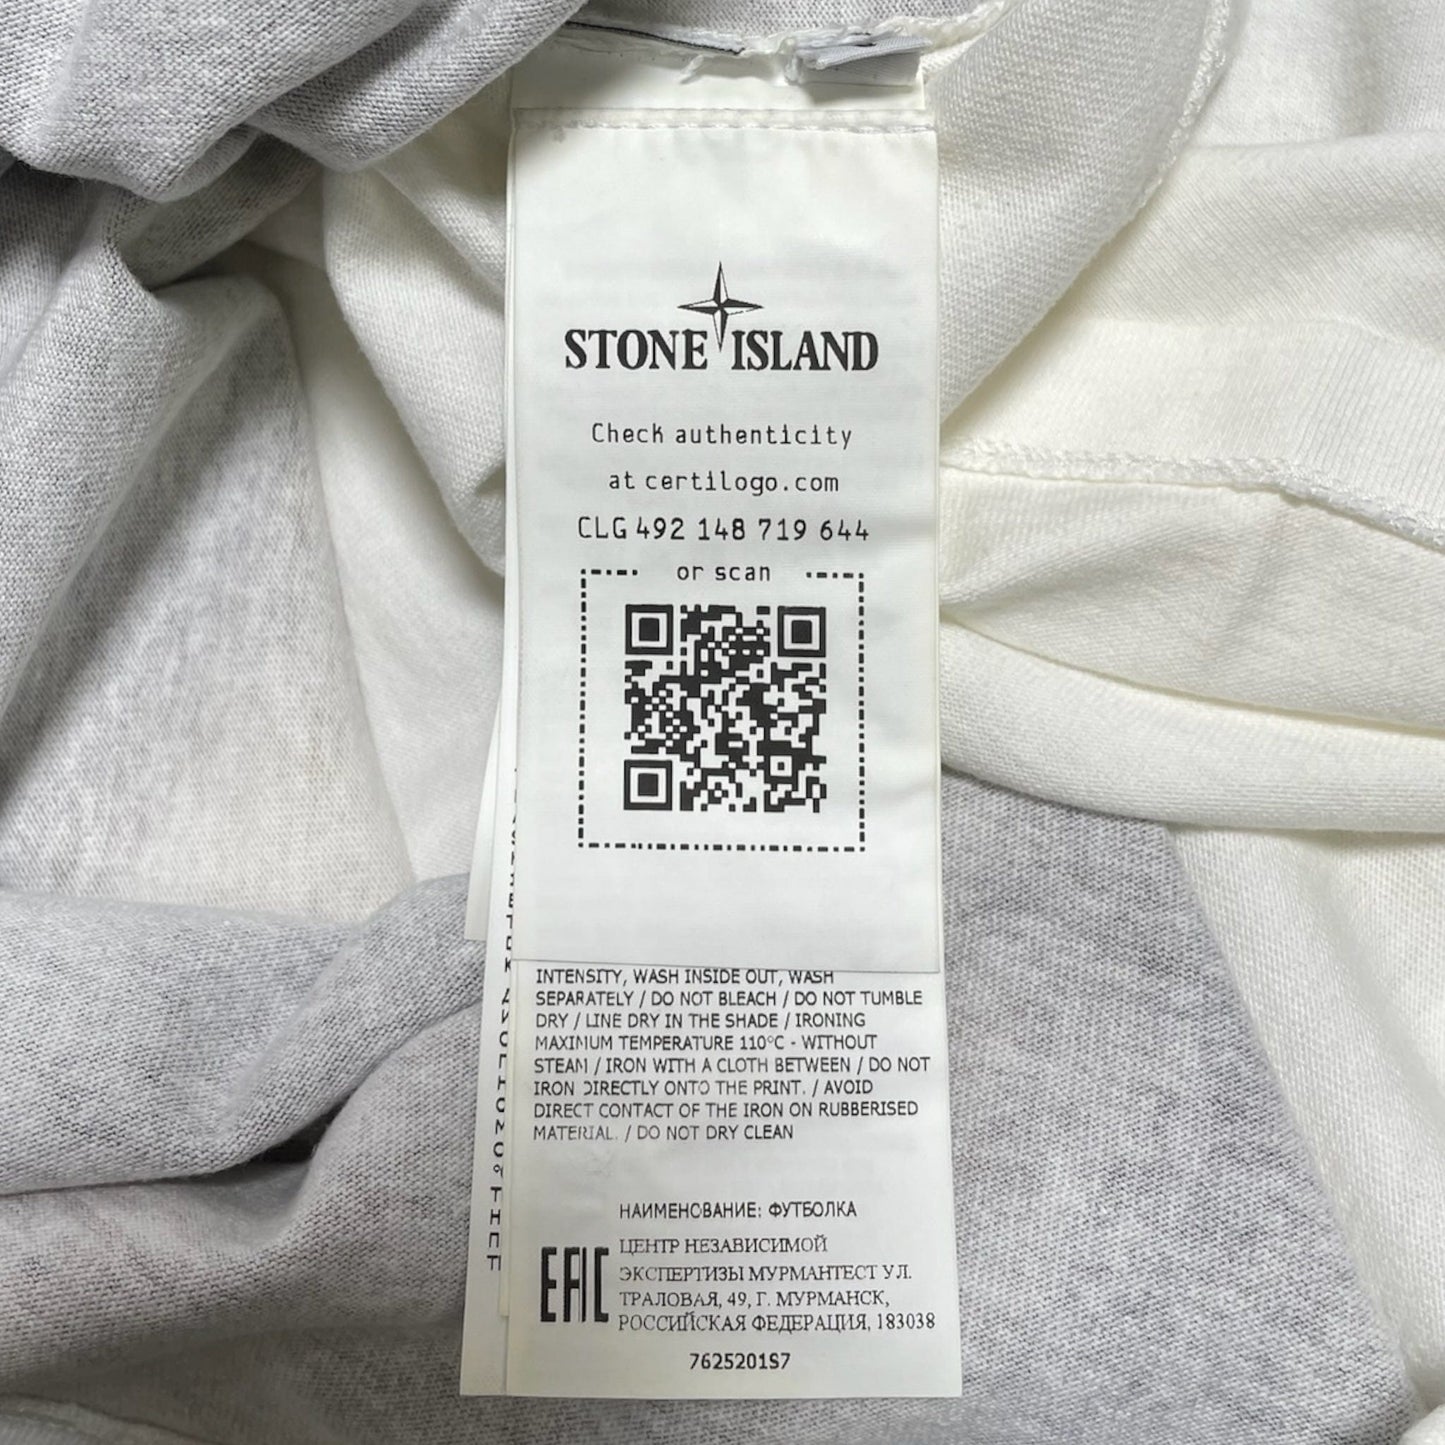 STONE ISLAND
Check authenticity
at certilogo.com
CLG 492 148 719 644
or scan
INTENSITY, WASH INSIDE OUT, WASH
SEPARATELY / DO NOT BLEACH / DO NOT TUMBLE
DRY / LINE DRY IN THE SHADE / IRONING
MAXIMUM TEMPERATURE 110°C - WITHOUT
STEAM / IRON WITH A CLOTH BETWEEN / DO NOT
IRON DIRECTLY ONTO THE PRINT. / AVOID
DIRECT CONTACT OF THE IRON ON RUBBERISED
MATERIAL. / DO NOT DRY CLEAN
НАИМЕНОВАНИЕ: ФУТБОЛКА
EAC
ЦЕНТР НЕЗАВИСИМОЙ
ЭКСПЕРТИЗЫ МУРМАНТЕСТ УЛ.
ТРАЛОВАЯ, 49, Г. МУРМАНСК,
РОССИЙСКАЯ ФЕДЕРАЦИЯ, 183038
7625201S7